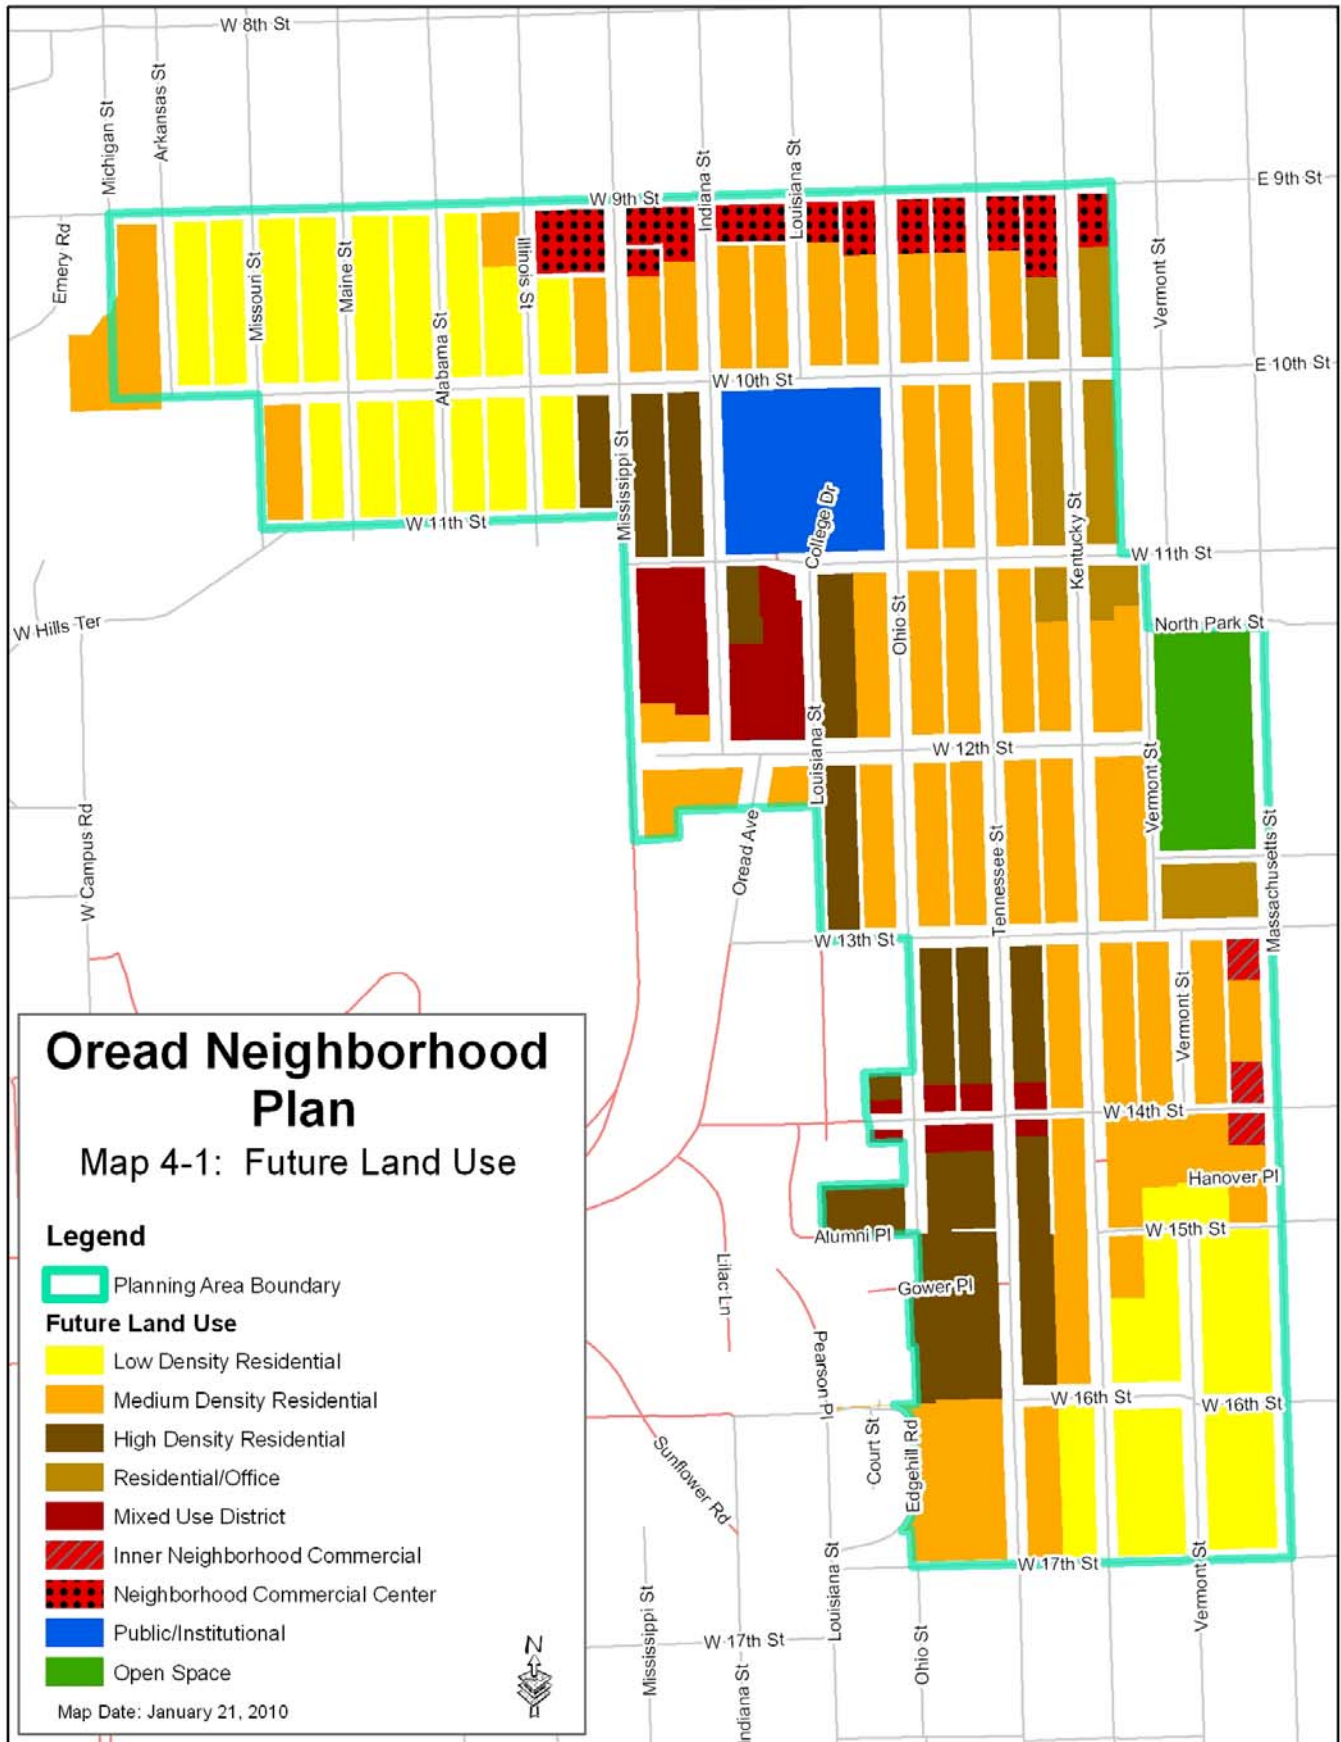 W 8th St
Michigan St
Arkansas St
Indiana St
Louisiana St
E 9th St
W 9th St
Emery Rd
Missouri St
Maine St
Alabama St
Illinois St
Vermont St
E 10th St
W 10th St
Mississippi St
College Dr
Kentucky St
W 11th St
W 11th St
W Hills Ter
Ohio St
North Park St
Louisiana St
W 12th St
Vermont St
W Campus Rd
Oread Ave
Tennessee St
Massachusetts St
W 13th St
Vermont St
W 14th St
Hanover Pl
W 15th St
Alumni Pl
Lilac Ln
Gower Pl
Pearson Pl
W 16th St
W 16th St
Court St
Edgehill Rd
Sunflower Rd
W 17th St
Louisiana St
Vermont St
Mississippi St
W 17th St
Indiana St
Ohio St
Oread Neighborhood
Plan
Map 4-1: Future Land Use
Legend
Planning Area Boundary
Future Land Use
Low Density Residential
Medium Density Residential
High Density Residential
Residential/Office
Mixed Use District
Inner Neighborhood Commercial
Neighborhood Commercial Center
Public/Institutional
Open Space
N
Map Date: January 21, 2010